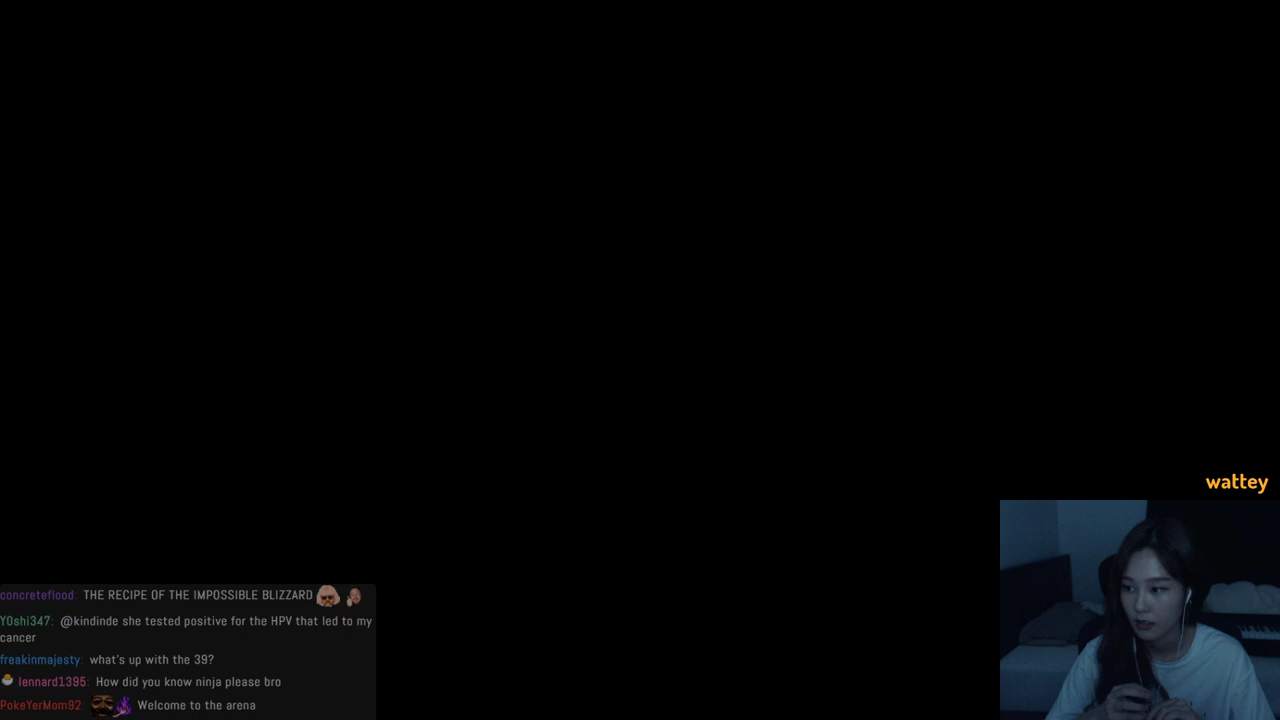 wattey
concreteflood: THE RECIPE OF THE IMPOSSIBLE BLIZZARD
Y0shi347: @kindinde she tested positive for the HPV that led to my
cancer
freakinmajesty: what's up with the 39?
lennard1395: How did you know ninja please bro
PokeYerMom92: Welcome to the arena